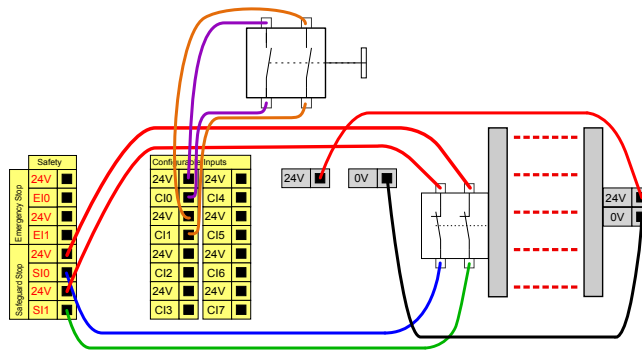 Safety
Emergency Stop
24V
EI0
24V
EI1
Safeguard Stop
24V
SI0
24V
SI1
Configurable Inputs
24V 24V
CI0 CI4
24V 24V
CI1 CI5
24V 24V
CI2 CI6
24V 24V
CI3 CI7
24V
0V
24V
0V